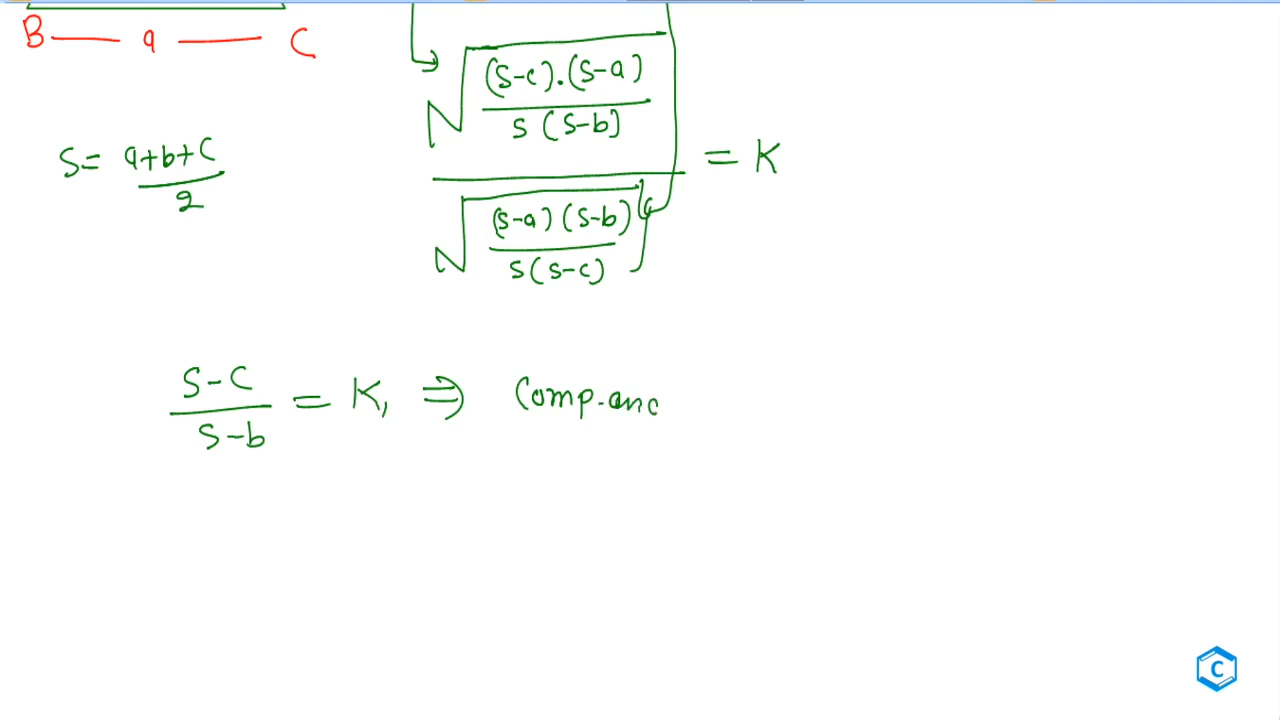 B — a — C
√((s-c).(s-a) / s(s-b))
/ √((s-a)(s-b) / s(s-c)) = K
S = (a+b+c)/2
(s-c)/(s-b) = K, ⇒ Comp-anc
C